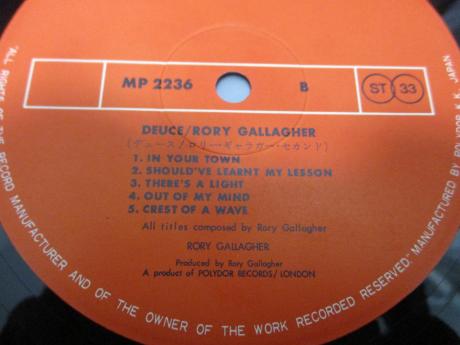 MP 2236
B
ST 33
DEUCE/RORY GALLAGHER
(デュース/ロリー・ギャラガー・セカンド)
1. IN YOUR TOWN
2. SHOULD'VE LEARNT MY LESSON
3. THERE'S A LIGHT
4. OUT OF MY MIND
5. CREST OF A WAVE
All titles composed by Rory Gallagher
RORY GALLAGHER
Produced by Rory Gallagher
A product of POLYDOR RECORDS/LONDON
"ALL RIGHTS OF THE RECORD MANUFACTURER AND OF THE OWNER OF THE WORK RECORDED RESERVED" MANUFACTURED BY POLYDOR K.K. JAPAN